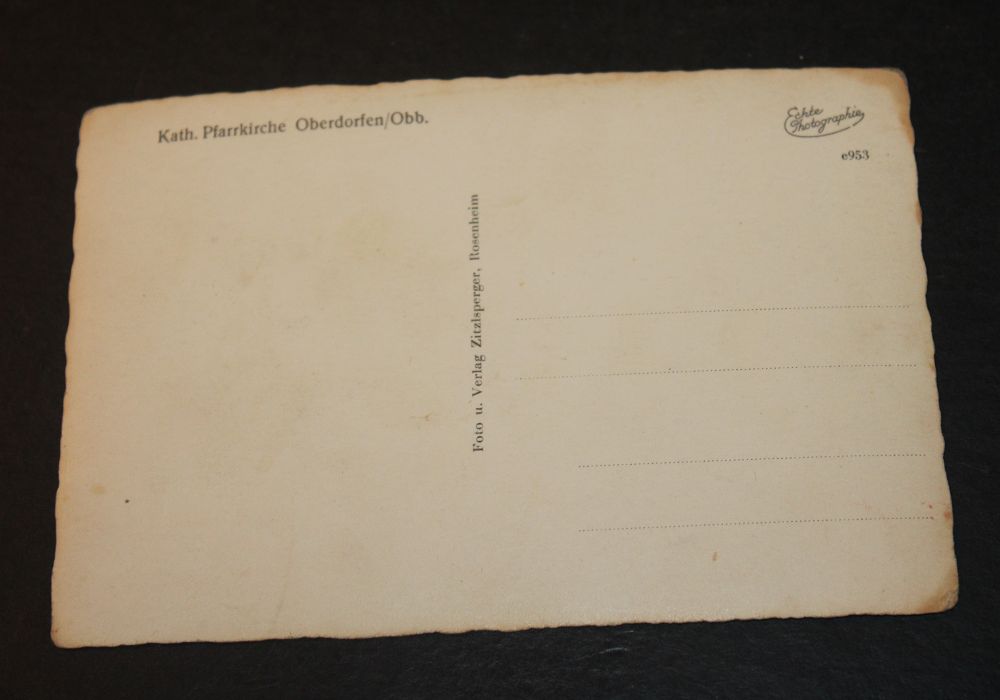 Kath. Pfarrkirche Oberdorfen/Obb.
Echte
Photographie
e953
Foto u. Verlag Zitzlsperger, Rosenheim